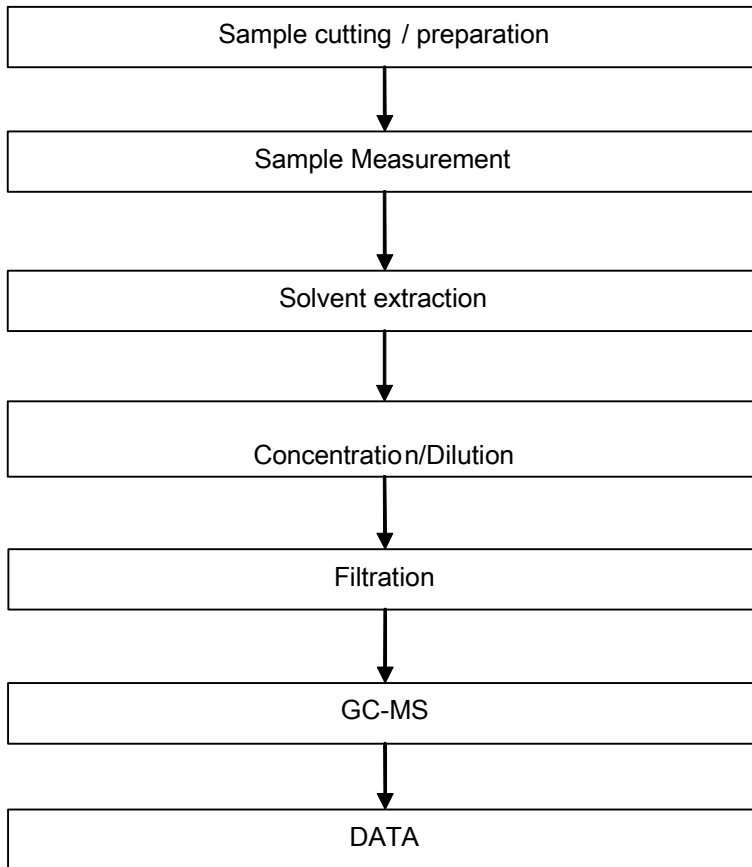 Sample cutting / preparation
Sample Measurement
Solvent extraction
Concentration/Dilution
Filtration
GC-MS
DATA